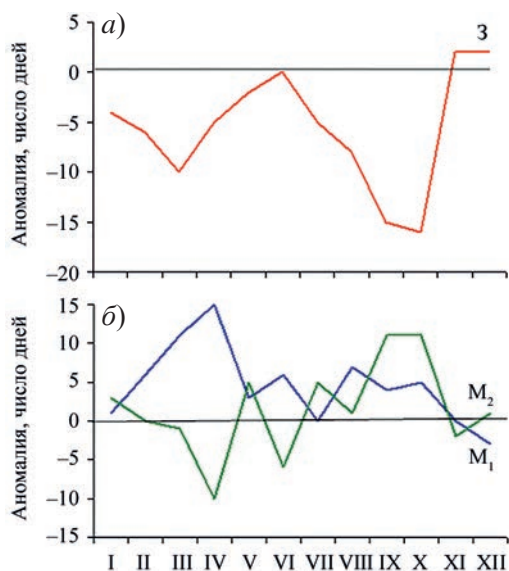 а)
З
Аномалия, число дней
5
0
–5
–10
–15
–20
б)
Аномалия, число дней
15
10
5
0
–5
–10
–15
M2
M1
I II III IV V VI VII VIII IX X XI XII